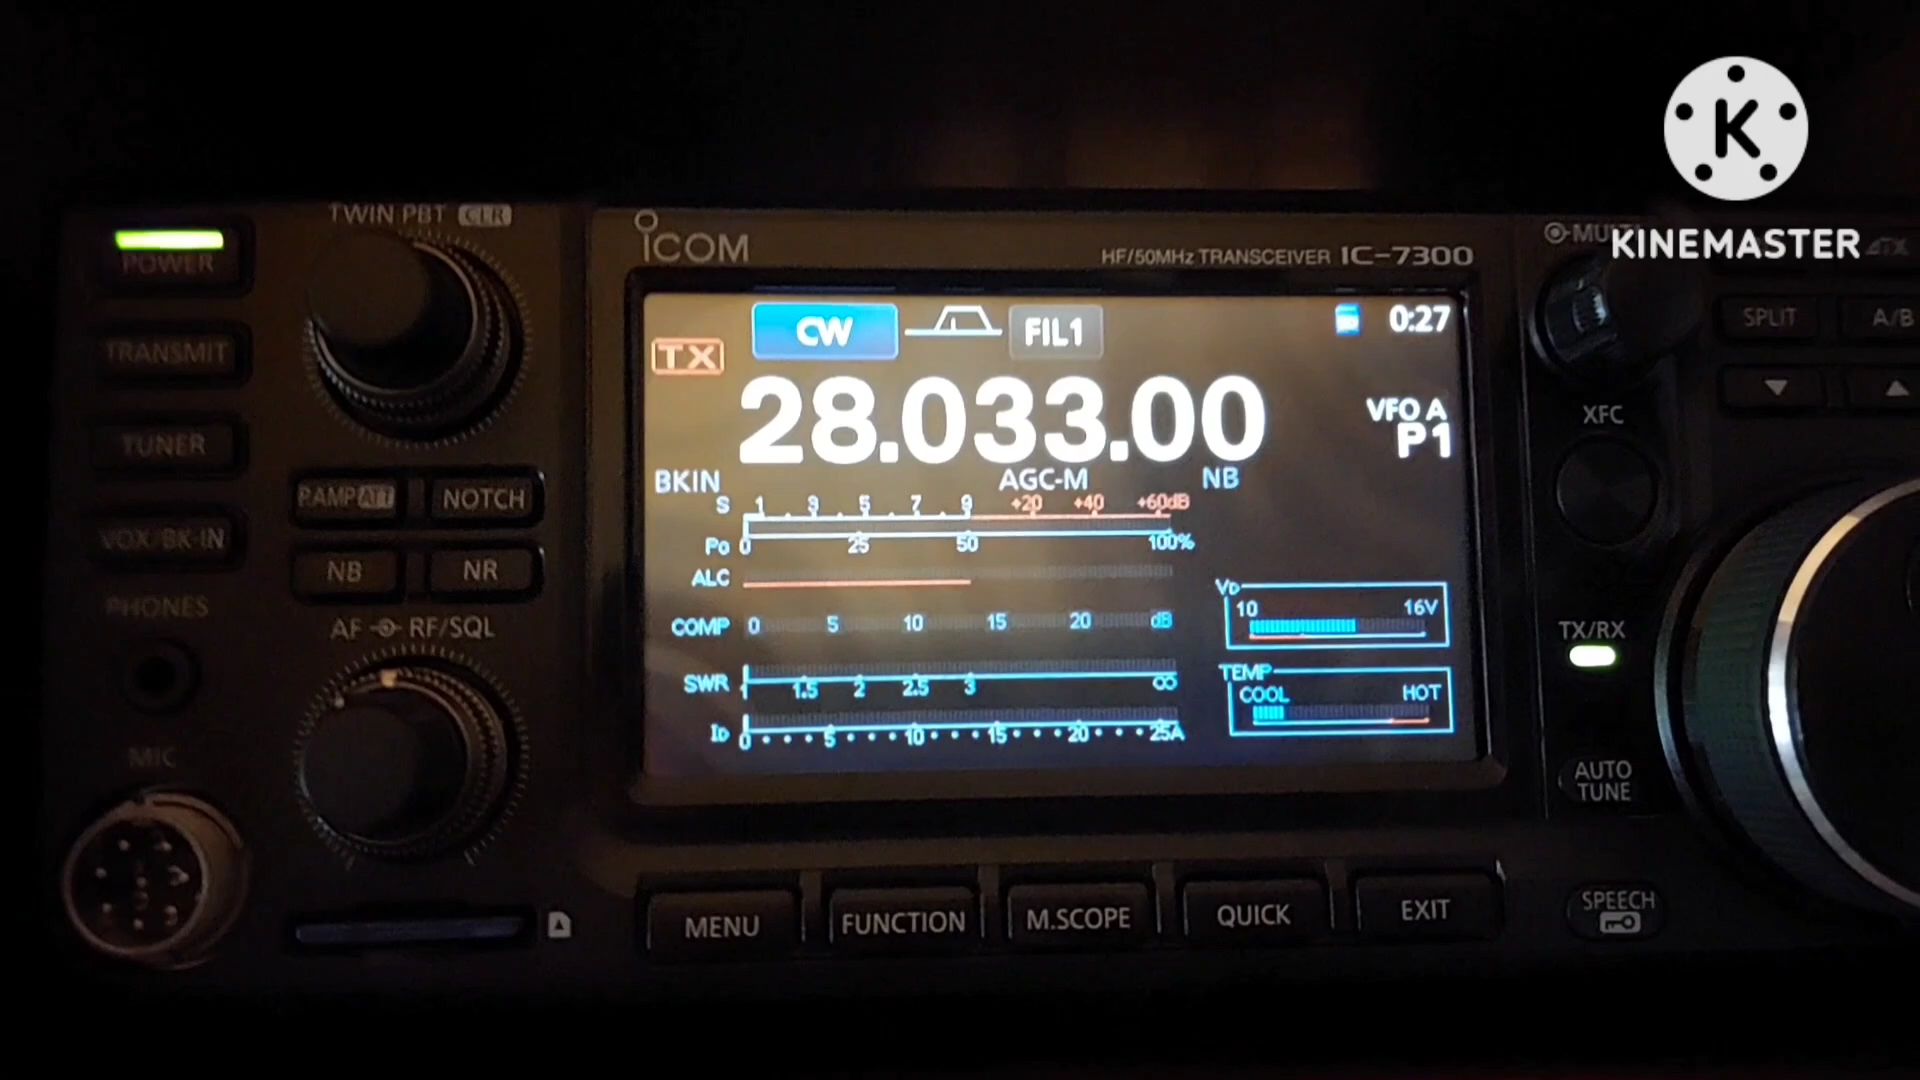 K
KINEMASTER
TWIN PBT CLR
ICOM
HF/50MHz TRANSCEIVER IC-7300
POWER
TRANSMIT
TUNER
VOX/BK-IN
P.AMP ATT
NOTCH
NB
NR
PHONES
AF RF/SQL
MIC
CW
FIL1
0:27
TX
28.033.00
VFO A
P1
BKIN
AGC-M
NB
S 1 3 5 7 9 +20 +40 +60dB
Po 0 25 50 100%
ALC
COMP 0 5 10 15 20 dB
SWR 1 1.5 2 2.5 3 ∞
ID 0 5 10 15 20 25A
VD
10 16V
TEMP
COOL HOT
MENU
FUNCTION
M.SCOPE
QUICK
EXIT
SPLIT
A/B
▼
▲
XFC
TX/RX
AUTO
TUNE
SPEECH